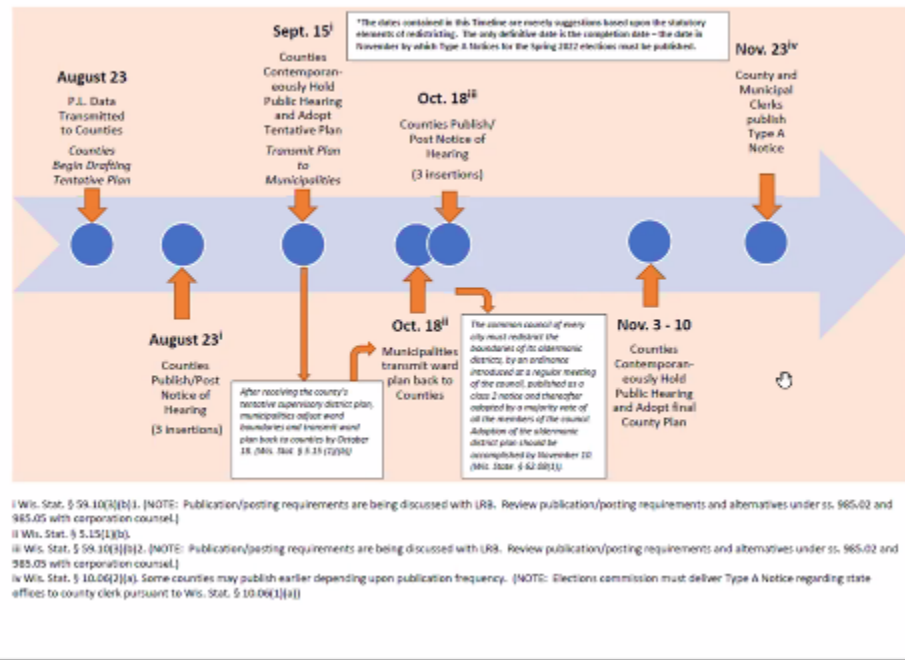 *The dates contained in this Timeline are merely suggestions based upon the statutory
elements of redistricting. The only definitive date is the completion date – the date in
November by which Type A Notices for the Spring 2022 elections must be published.
August 23
P.L. Data
Transmitted
to Counties
Counties
Begin Drafting
Tentative Plan
Sept. 15i
Counties
Contemporan-
eously Hold
Public Hearing
and Adopt
Tentative Plan
Transmit Plan
to
Municipalities
Oct. 18iii
Counties Publish/
Post Notice of
Hearing
(3 insertions)
Nov. 23iv
County and
Municipal
Clerks
publish
Type A
Notice
August 23i
Counties
Publish/Post
Notice of
Hearing
(3 insertions)
After receiving the county's
tentative supervisory district plan,
municipalities adjust ward
boundaries and transmit ward
plan back to counties by October
18. (Wis. Stat. § 5.15 (1)(b))
Oct. 18ii
Municipalities
transmit ward
plan back to
Counties
The common council of every
city must redistrict the
boundaries of its aldermanic
districts, by an ordinance
introduced at a regular meeting
of the council, published as a
class 2 notice and thereafter
adopted by a majority vote of
all the members of the council.
Adoption of the aldermanic
district plan should be
accomplished by November 10.
(Wis. State. § 62.08(1))
Nov. 3 - 10
Counties
Contemporan-
eously Hold
Public Hearing
and Adopt final
County Plan
i Wis. Stat. § 59.10(3)(b)1. (NOTE: Publication/posting requirements are being discussed with LRB. Review publication/posting requirements and alternatives under ss. 985.02 and
985.05 with corporation counsel.)
ii Wis. Stat. § 5.15(1)(b).
iii Wis. Stat. § 59.10(3)(b)2. (NOTE: Publication/posting requirements are being discussed with LRB. Review publication/posting requirements and alternatives under ss. 985.02 and
985.05 with corporation counsel.)
iv Wis. Stat. § 10.06(2)(a). Some counties may publish earlier depending upon publication frequency. (NOTE: Elections commission must deliver Type A Notice regarding state
offices to county clerk pursuant to Wis. Stat. § 10.06(1)(a))